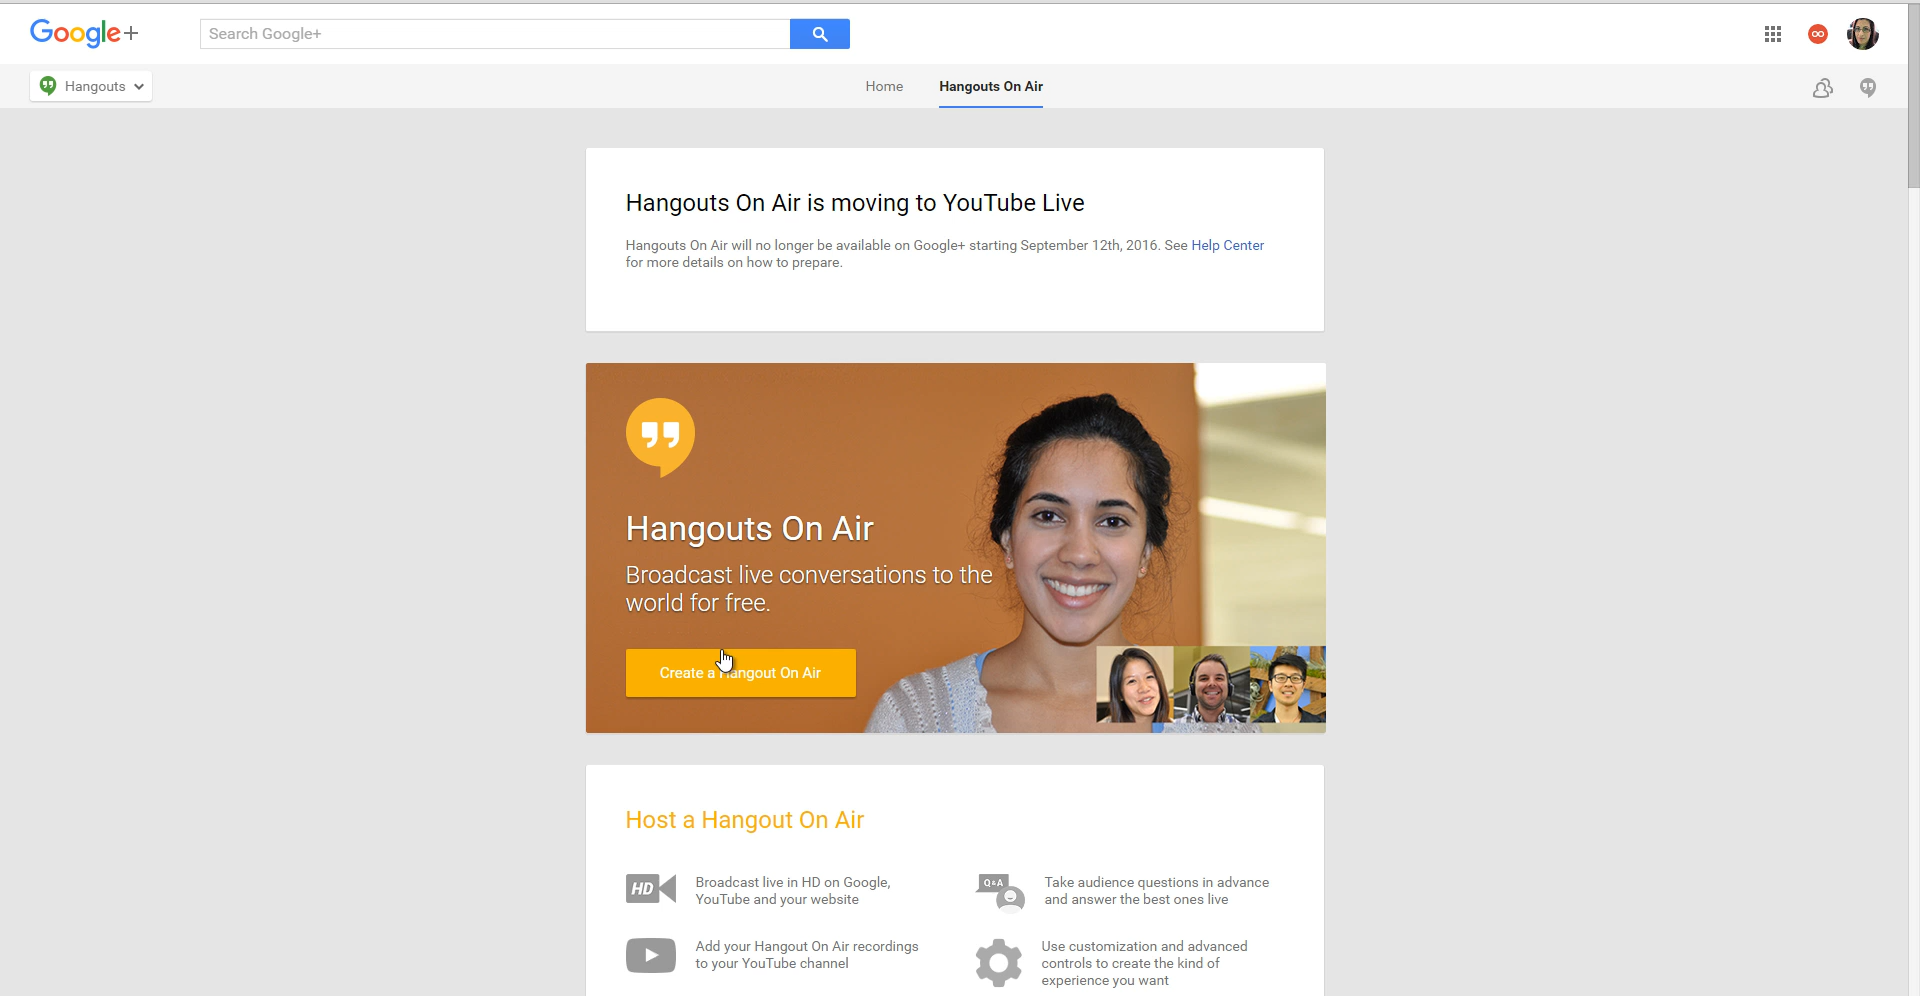 Google+
Search Google+
Hangouts
Home
Hangouts On Air
Hangouts On Air is moving to YouTube Live
Hangouts On Air will no longer be available on Google+ starting September 12th, 2016. See Help Center
for more details on how to prepare.
Hangouts On Air
Broadcast live conversations to the
world for free.
Create a Hangout On Air
Host a Hangout On Air
HD
Broadcast live in HD on Google,
YouTube and your website
Q&A
Take audience questions in advance
and answer the best ones live
Add your Hangout On Air recordings
to your YouTube channel
Use customization and advanced
controls to create the kind of
experience you want